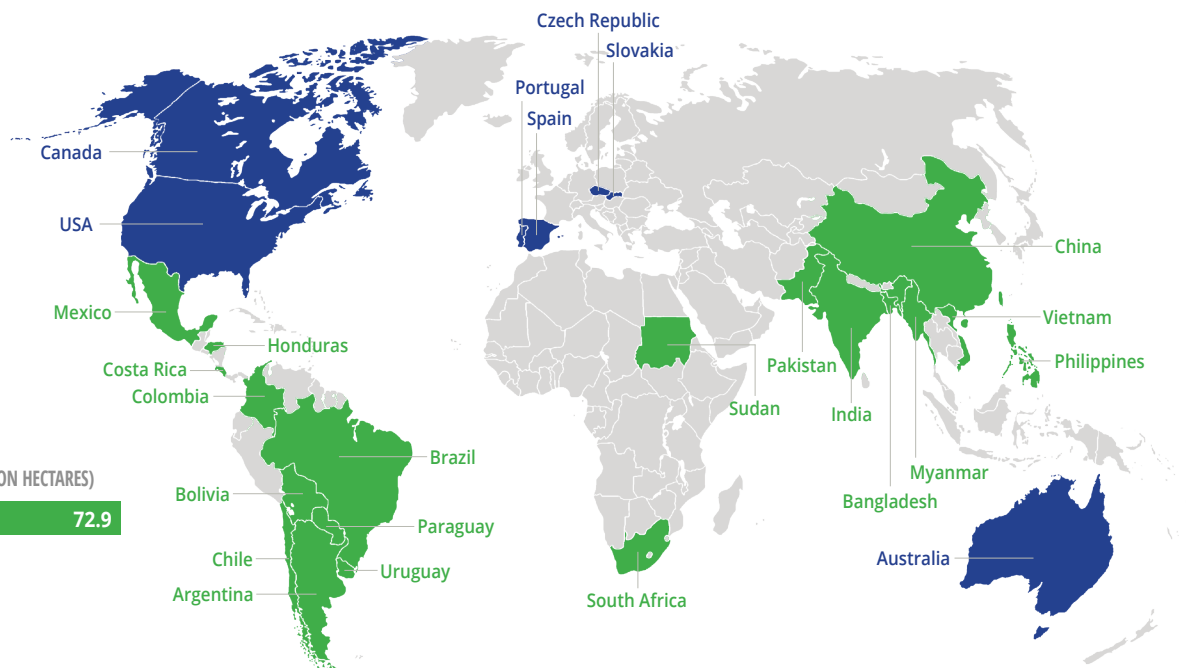 Czech Republic
Slovakia
Portugal
Spain
Canada
USA
China
Mexico
Vietnam
Honduras
Costa Rica
Philippines
Pakistan
Colombia
Sudan
India
Brazil
ON HECTARES)
Myanmar
Bolivia
Bangladesh
72.9
Paraguay
Chile
Australia
Uruguay
Argentina
South Africa